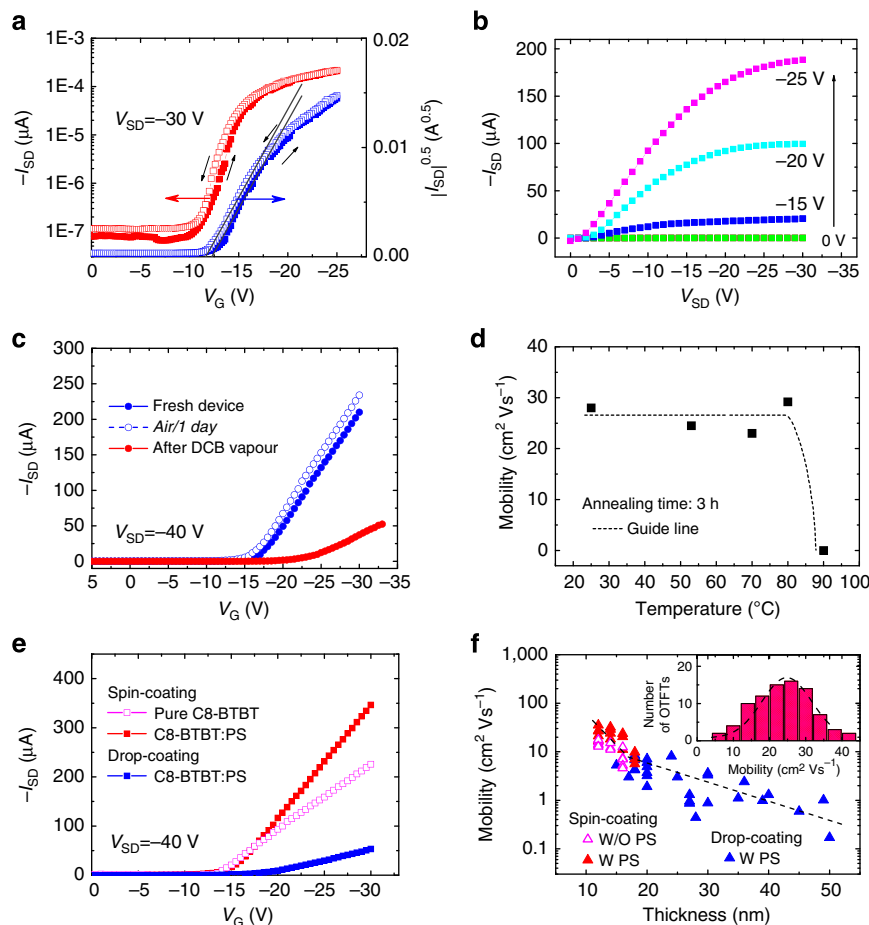 a
1E-3
1E-4
1E-5
1E-6
1E-7
−I_SD (µA)
V_SD=−30 V
0.02
0.01
0.00
|I_SD|^0.5 (A^0.5)
0 −5 −10 −15 −20 −25
V_G (V)
b
200
150
100
50
0
−I_SD (µA)
−25 V
−20 V
−15 V
0 V
0 −5 −10 −15 −20 −25 −30 −35
V_SD (V)
c
300
250
200
150
100
50
0
−I_SD (µA)
Fresh device
Air/1 day
After DCB vapour
V_SD=−40 V
5 0 −5 −10 −15 −20 −25 −30
V_G (V)
d
40
30
20
10
0
Mobility (cm² Vs⁻¹)
Annealing time: 3 h
Guide line
20 30 40 50 60 70 80 90 100
Temperature (°C)
e
400
300
200
100
0
−I_SD (µA)
Spin-coating
Pure C8-BTBT
C8-BTBT:PS
Drop-coating
C8-BTBT:PS
V_SD=−40 V
0 −5 −10 −15 −20 −25 −30
V_G (V)
f
1,000
100
10
1
0.1
Mobility (cm² Vs⁻¹)
20
10
0
Number
of OTFTs
0 10 20 30 40
Mobility (cm² Vs⁻¹)
Spin-coating
W/O PS
W PS
Drop-coating
W PS
10 20 30 40 50
Thickness (nm)